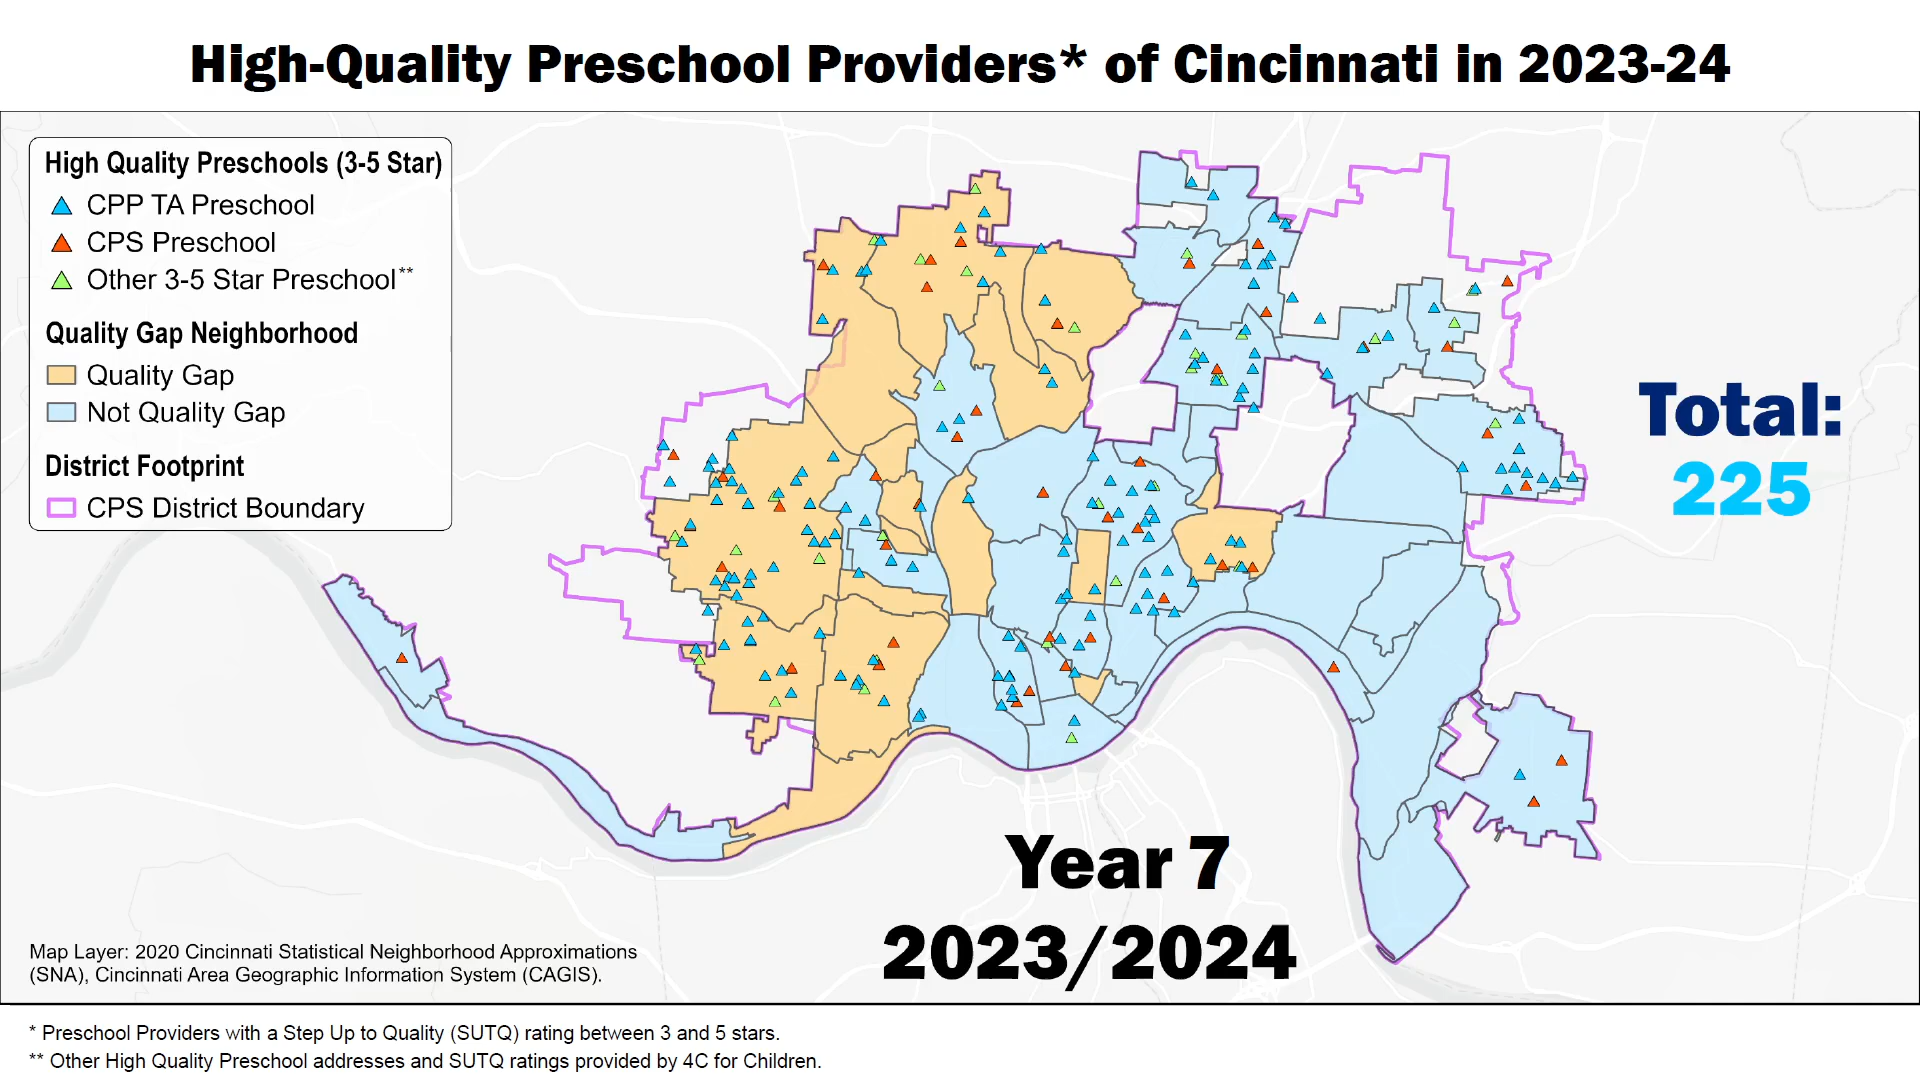 High-Quality Preschool Providers* of Cincinnati in 2023-24
High Quality Preschools (3-5 Star)
CPP TA Preschool
CPS Preschool
Other 3-5 Star Preschool**
Quality Gap Neighborhood
Quality Gap
Not Quality Gap
District Footprint
CPS District Boundary
Total:
225
Year 7
2023/2024
Map Layer: 2020 Cincinnati Statistical Neighborhood Approximations
(SNA), Cincinnati Area Geographic Information System (CAGIS).
* Preschool Providers with a Step Up to Quality (SUTQ) rating between 3 and 5 stars.
** Other High Quality Preschool addresses and SUTQ ratings provided by 4C for Children.